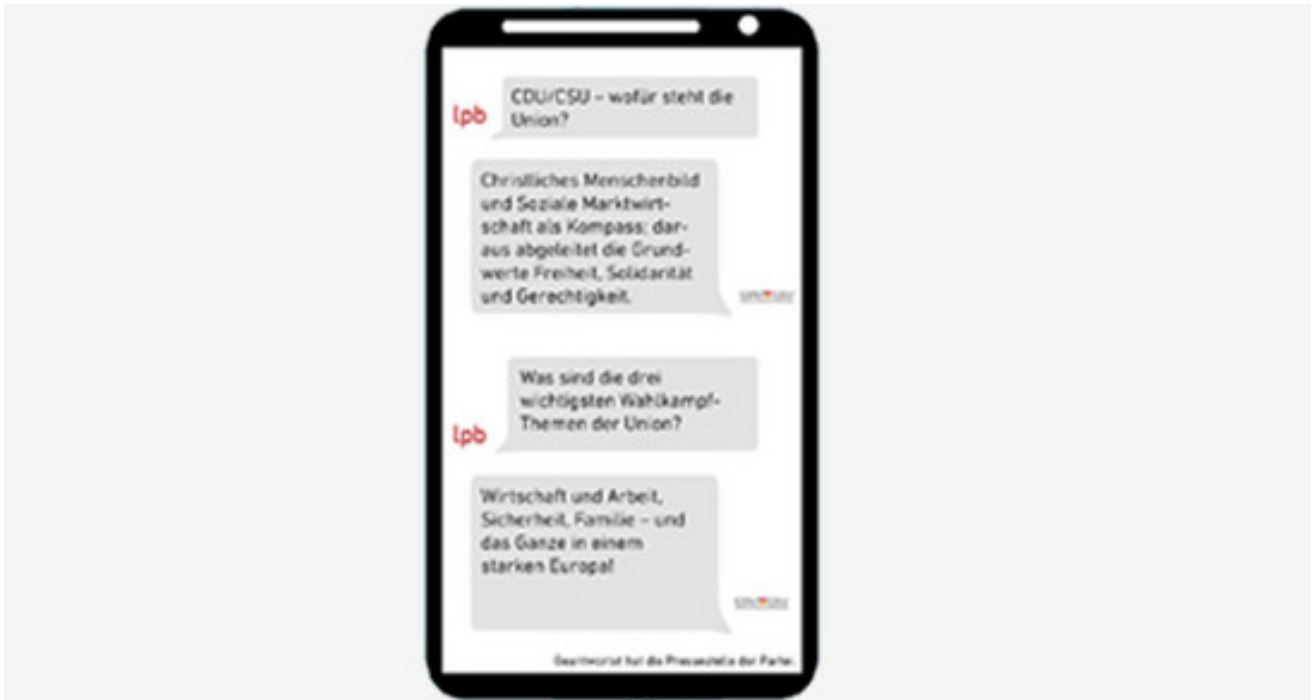 CDU/CSU – wofür steht die
Union?
lpb
Christliches Menschenbild
und Soziale Marktwirt-
schaft als Kompass; dar-
aus abgeleitet die Grund-
werte Freiheit, Solidarität
und Gerechtigkeit.
Was sind die drei
wichtigsten Wahlkampf-
Themen der Union?
lpb
Wirtschaft und Arbeit,
Sicherheit, Familie – und
das Ganze in einem
starken Europa!
Geantwortet hat die Pressestelle der Partei.